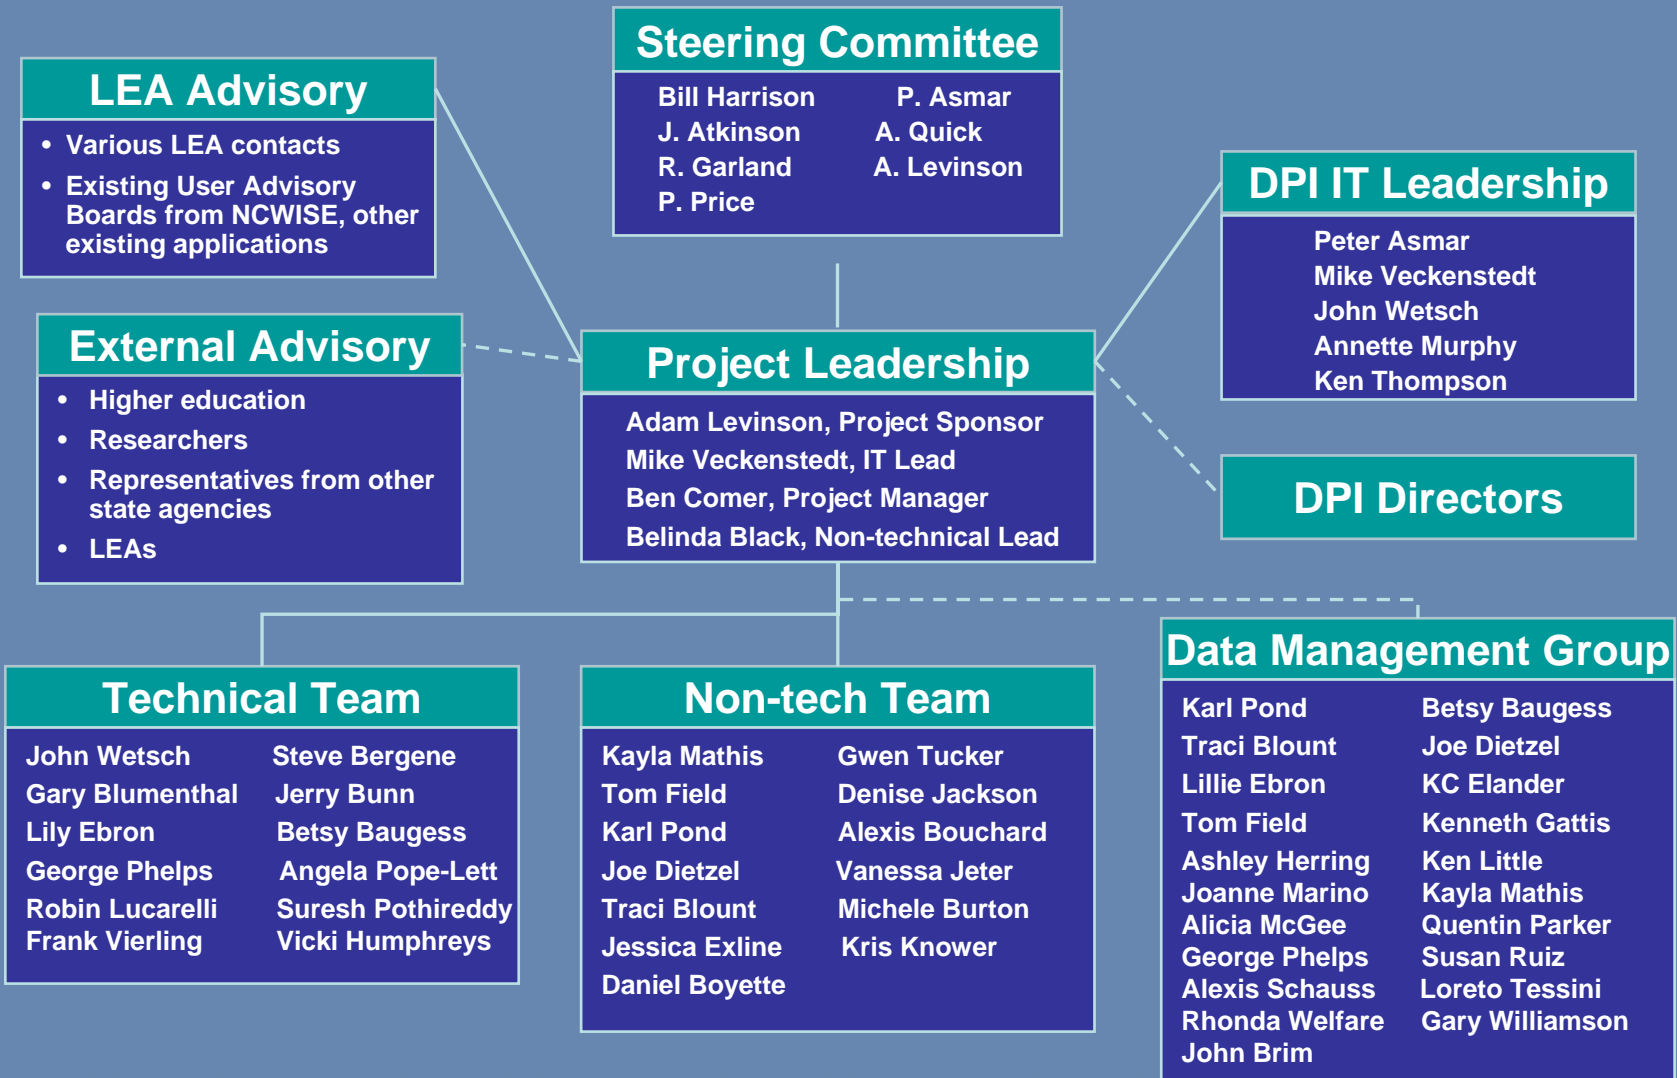 Steering Committee
Bill Harrison P. Asmar
J. Atkinson A. Quick
R. Garland A. Levinson
P. Price
LEA Advisory
• Various LEA contacts
• Existing User Advisory
Boards from NCWISE, other
existing applications
DPI IT Leadership
Peter Asmar
Mike Veckenstedt
John Wetsch
Annette Murphy
Ken Thompson
External Advisory
• Higher education
• Researchers
• Representatives from other
state agencies
• LEAs
Project Leadership
Adam Levinson, Project Sponsor
Mike Veckenstedt, IT Lead
Ben Comer, Project Manager
Belinda Black, Non-technical Lead
DPI Directors
Technical Team
John Wetsch Steve Bergene
Gary Blumenthal Jerry Bunn
Lily Ebron Betsy Baugess
George Phelps Angela Pope-Lett
Robin Lucarelli Suresh Pothireddy
Frank Vierling Vicki Humphreys
Non-tech Team
Kayla Mathis Gwen Tucker
Tom Field Denise Jackson
Karl Pond Alexis Bouchard
Joe Dietzel Vanessa Jeter
Traci Blount Michele Burton
Jessica Exline Kris Knower
Daniel Boyette
Data Management Group
Karl Pond Betsy Baugess
Traci Blount Joe Dietzel
Lillie Ebron KC Elander
Tom Field Kenneth Gattis
Ashley Herring Ken Little
Joanne Marino Kayla Mathis
Alicia McGee Quentin Parker
George Phelps Susan Ruiz
Alexis Schauss Loreto Tessini
Rhonda Welfare Gary Williamson
John Brim